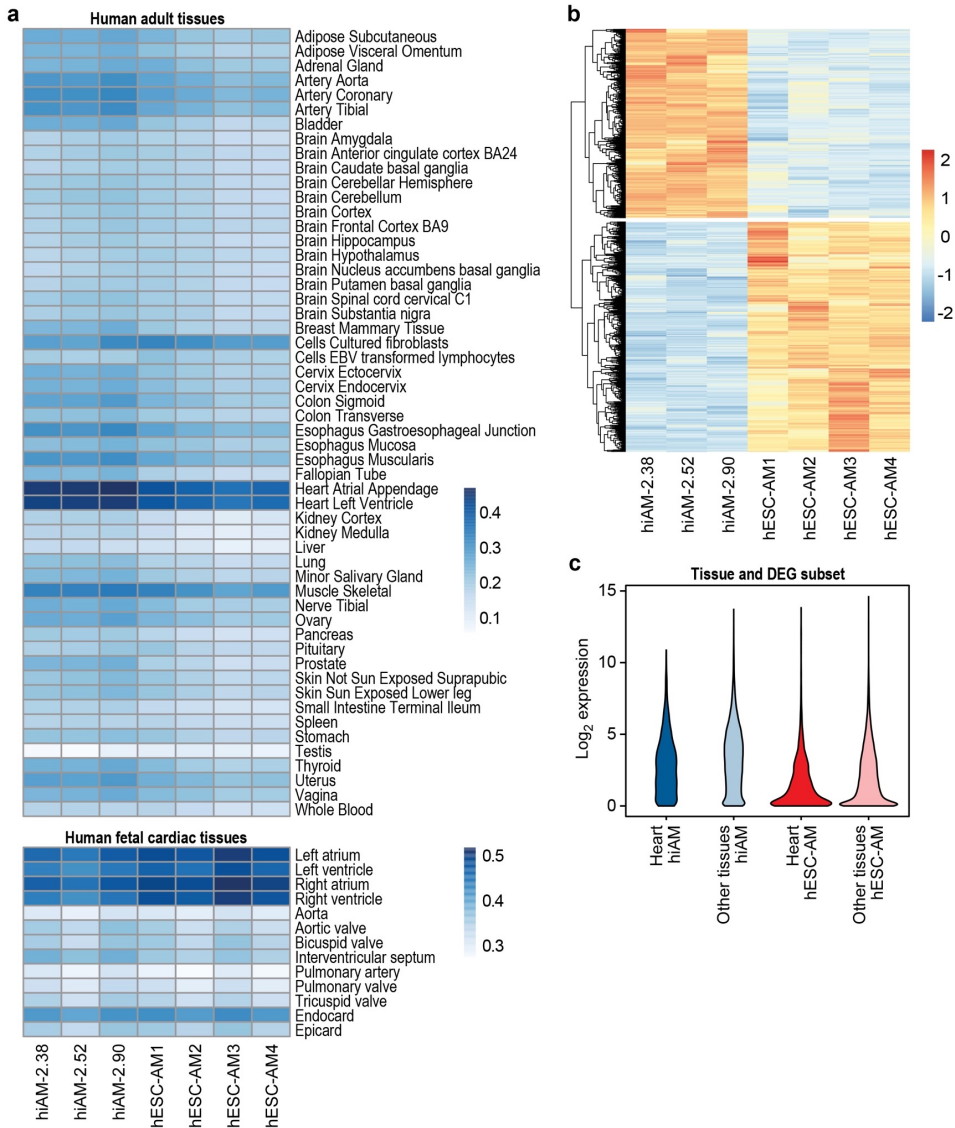 a
Human adult tissues
Adipose Subcutaneous
Adipose Visceral Omentum
Adrenal Gland
Artery Aorta
Artery Coronary
Artery Tibial
Bladder
Brain Amygdala
Brain Anterior cingulate cortex BA24
Brain Caudate basal ganglia
Brain Cerebellar Hemisphere
Brain Cerebellum
Brain Cortex
Brain Frontal Cortex BA9
Brain Hippocampus
Brain Hypothalamus
Brain Nucleus accumbens basal ganglia
Brain Putamen basal ganglia
Brain Spinal cord cervical C1
Brain Substantia nigra
Breast Mammary Tissue
Cells Cultured fibroblasts
Cells EBV transformed lymphocytes
Cervix Ectocervix
Cervix Endocervix
Colon Sigmoid
Colon Transverse
Esophagus Gastroesophageal Junction
Esophagus Mucosa
Esophagus Muscularis
Fallopian Tube
Heart Atrial Appendage
Heart Left Ventricle
Kidney Cortex
Kidney Medulla
Liver
Lung
Minor Salivary Gland
Muscle Skeletal
Nerve Tibial
Ovary
Pancreas
Pituitary
Prostate
Skin Not Sun Exposed Suprapubic
Skin Sun Exposed Lower leg
Small Intestine Terminal Ileum
Spleen
Stomach
Testis
Thyroid
Uterus
Vagina
Whole Blood
0.4
0.3
0.2
0.1
Human fetal cardiac tissues
Left atrium
Left ventricle
Right atrium
Right ventricle
Aorta
Aortic valve
Bicuspid valve
Interventricular septum
Pulmonary artery
Pulmonary valve
Tricuspid valve
Endocard
Epicard
0.5
0.4
0.3
hiAM-2.38
hiAM-2.52
hiAM-2.90
hESC-AM1
hESC-AM2
hESC-AM3
hESC-AM4
b
2
1
0
-1
-2
hiAM-2.38
hiAM-2.52
hiAM-2.90
hESC-AM1
hESC-AM2
hESC-AM3
hESC-AM4
c
Tissue and DEG subset
Log2 expression
15
10
5
0
Heart
hiAM
Other tissues
hiAM
Heart
hESC-AM
Other tissues
hESC-AM